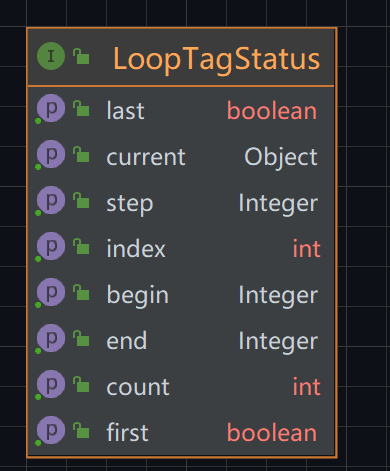 I LoopTagStatus
p last boolean
p current Object
p step Integer
p index int
p begin Integer
p end Integer
p count int
p first boolean